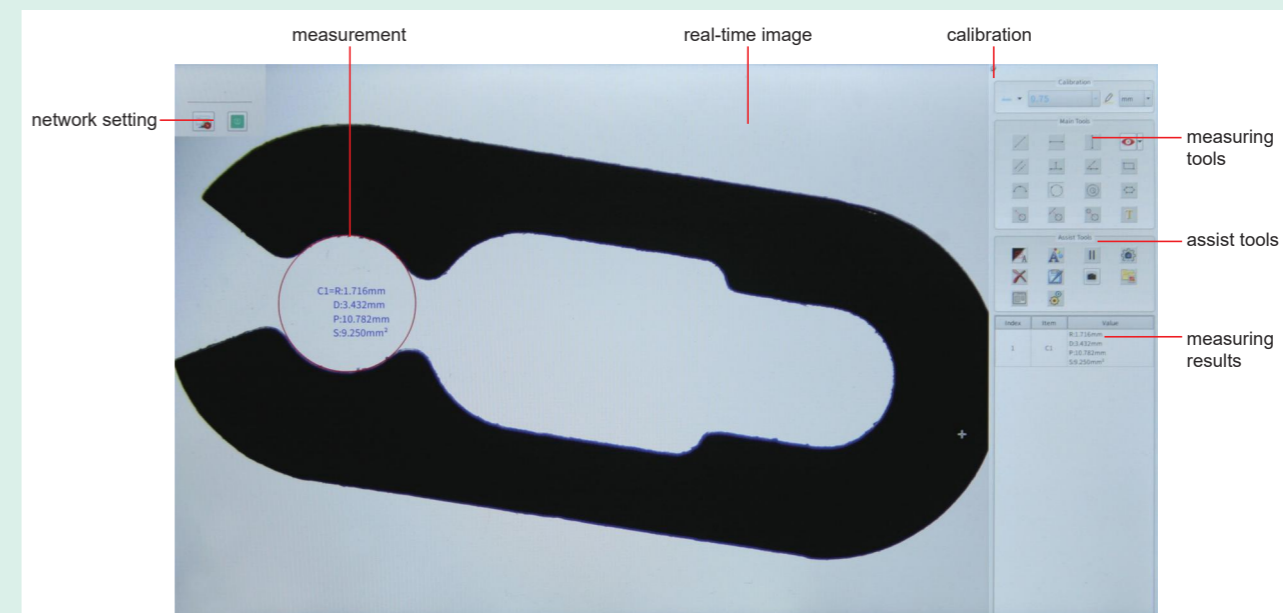 measurement
real-time image
calibration
network setting
Calibration
0.75
mm
Main Tools
measuring
tools
T
Assist Tools
assist tools
C1=R:1.716mm
D:3.432mm
P:10.782mm
S:9.250mm²
Index
Item
Value
1
C1
R:1.716mm
D:3.432mm
P:10.782mm
S:9.250mm²
measuring
results